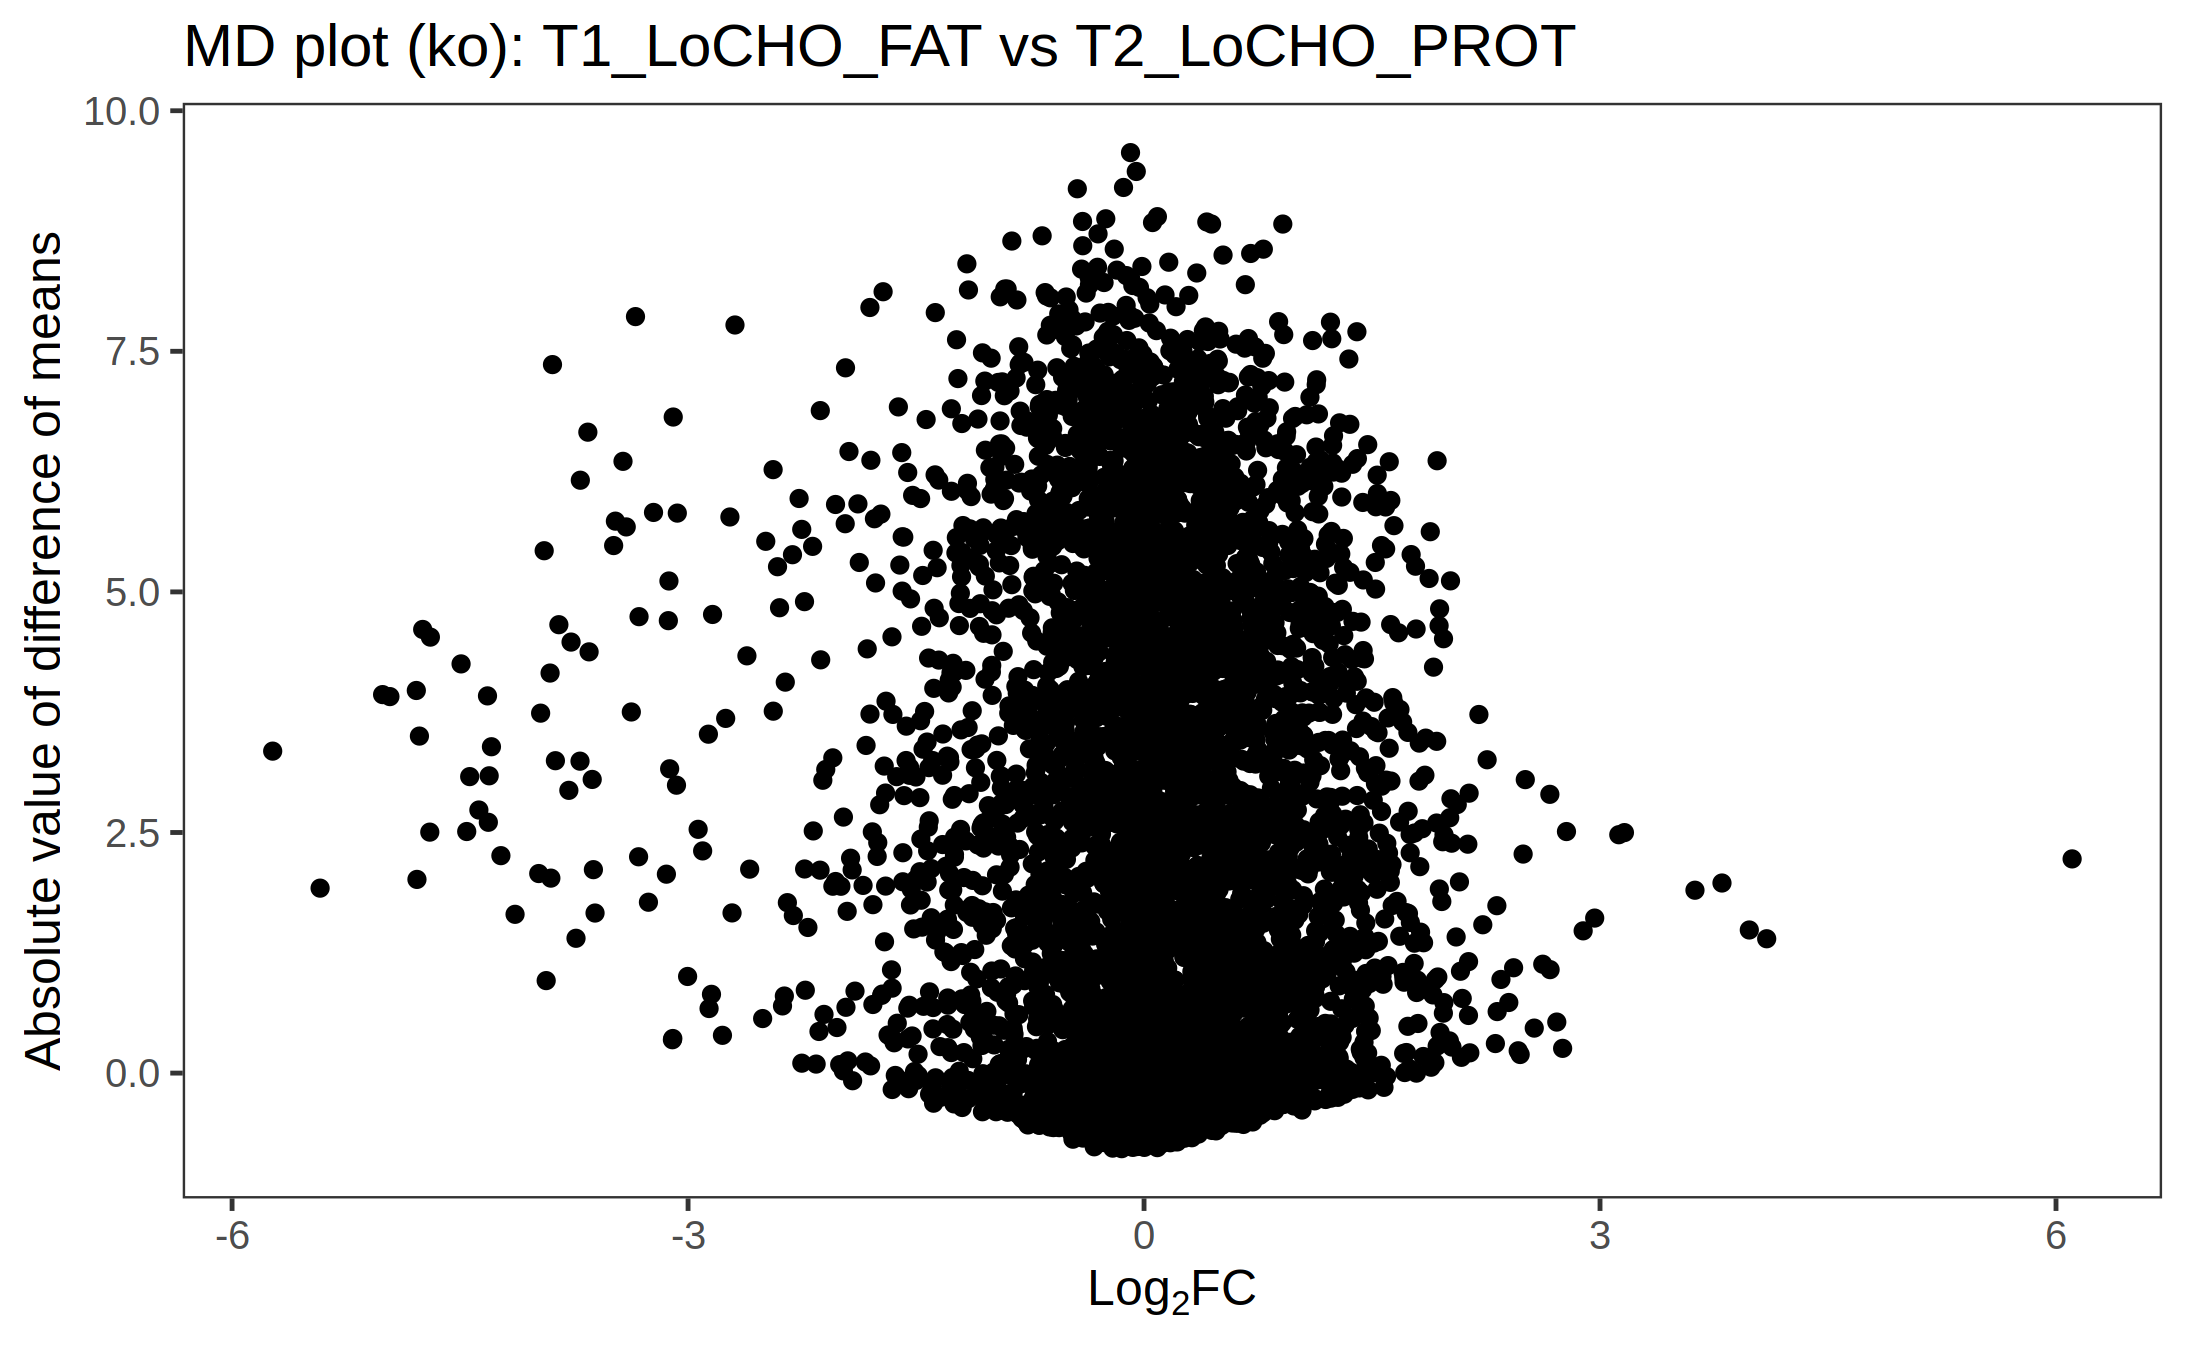 MD plot (ko): T1_LoCHO_FAT vs T2_LoCHO_PROT
Absolute value of difference of means
10.0
7.5
5.0
2.5
0.0
-6 -3 0 3 6
Log₂FC